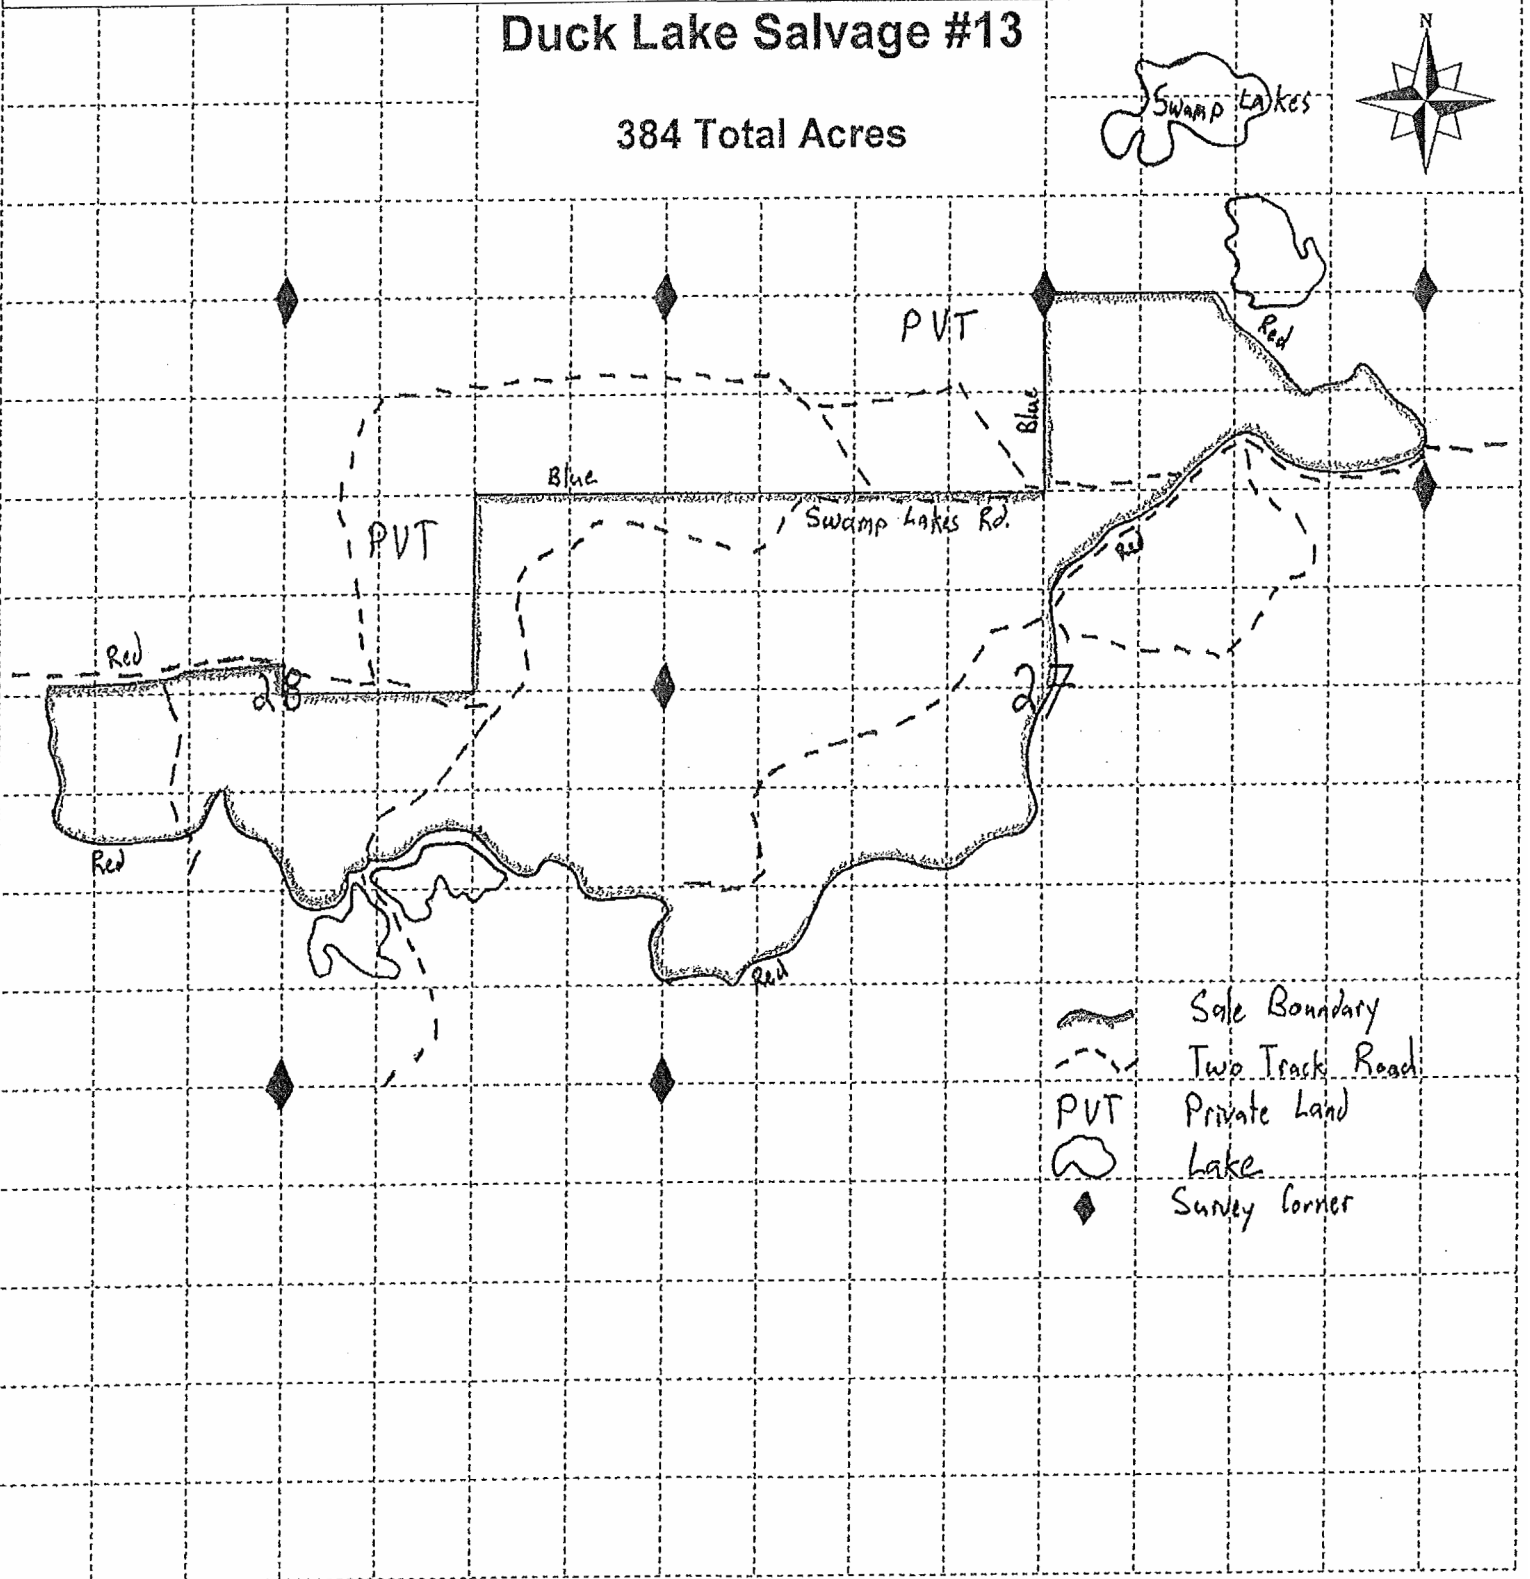 Duck Lake Salvage #13
N
384 Total Acres
Swamp Lakes
PVT
Red
Blue
Blue
Swamp Lakes Rd.
PVT
Red
Red
28
27
Red
Red
Sale Boundary
Two Track Road
PVT Private Land
Lake
Survey Corner